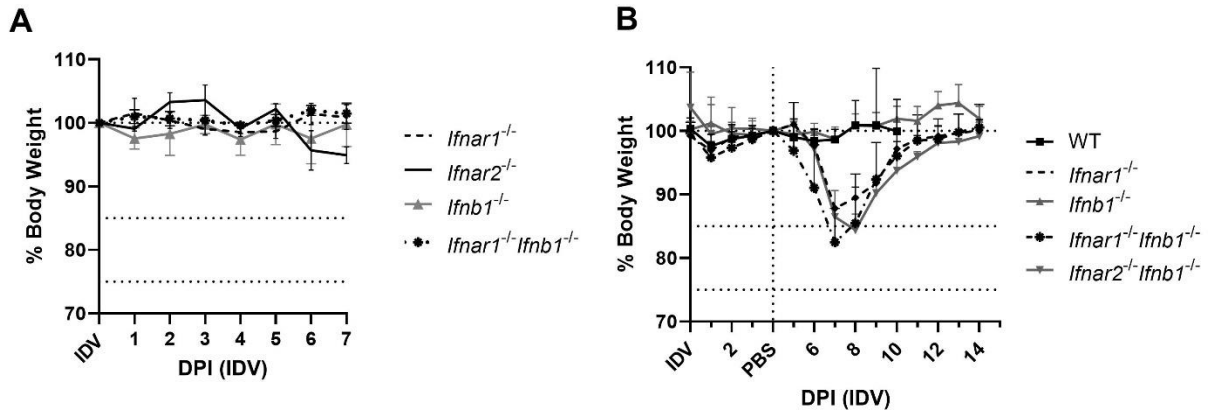 A
110
100
90
80
70
% Body Weight
IDV
1
2
3
4
5
6
7
DPI (IDV)
Ifnar1-/-
Ifnar2-/-
Ifnb1-/-
Ifnar1-/-Ifnb1-/-
B
110
100
90
80
70
% Body Weight
IDV
2
PBS
6
8
10
12
14
DPI (IDV)
WT
Ifnar1-/-
Ifnb1-/-
Ifnar1-/-Ifnb1-/-
Ifnar2-/-Ifnb1-/-